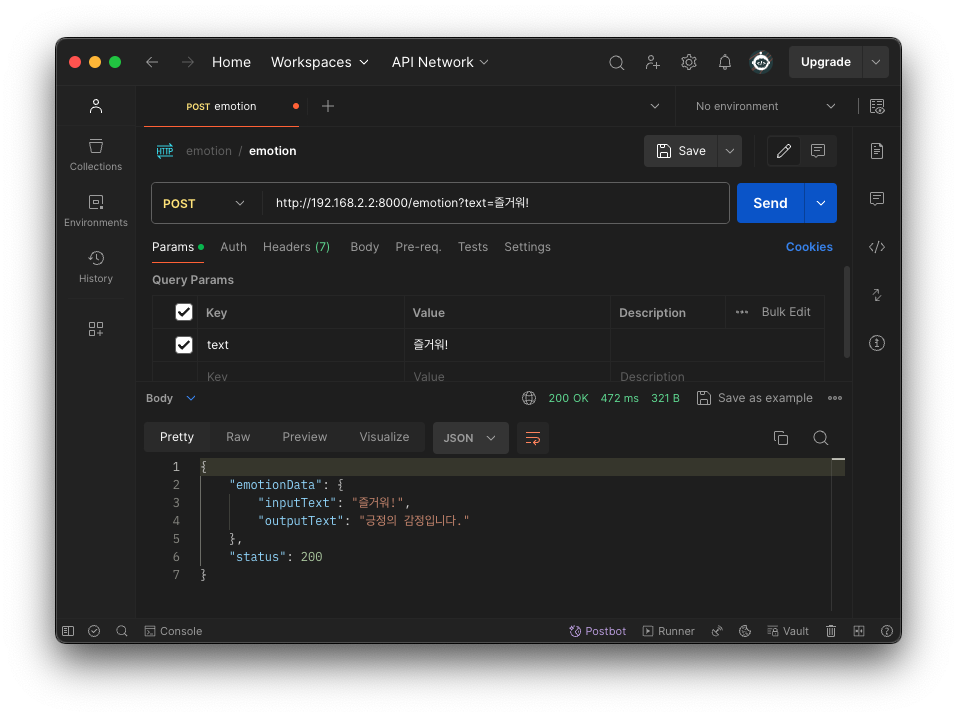 Home Workspaces API Network Upgrade
POST emotion No environment
HTTP emotion / emotion Save
Collections
Environments
History
POST http://192.168.2.2:8000/emotion?text=즐거워! Send
Params Auth Headers (7) Body Pre-req. Tests Settings Cookies
Query Params
Key Value Description ••• Bulk Edit
text 즐거워!
Key Value Description
Body 200 OK 472 ms 321 B Save as example •••
Pretty Raw Preview Visualize JSON
1 {
2 "emotionData": {
3 "inputText": "즐거워!",
4 "outputText": "긍정의 감정입니다."
5 },
6 "status": 200
7 }
Console Postbot Runner Vault